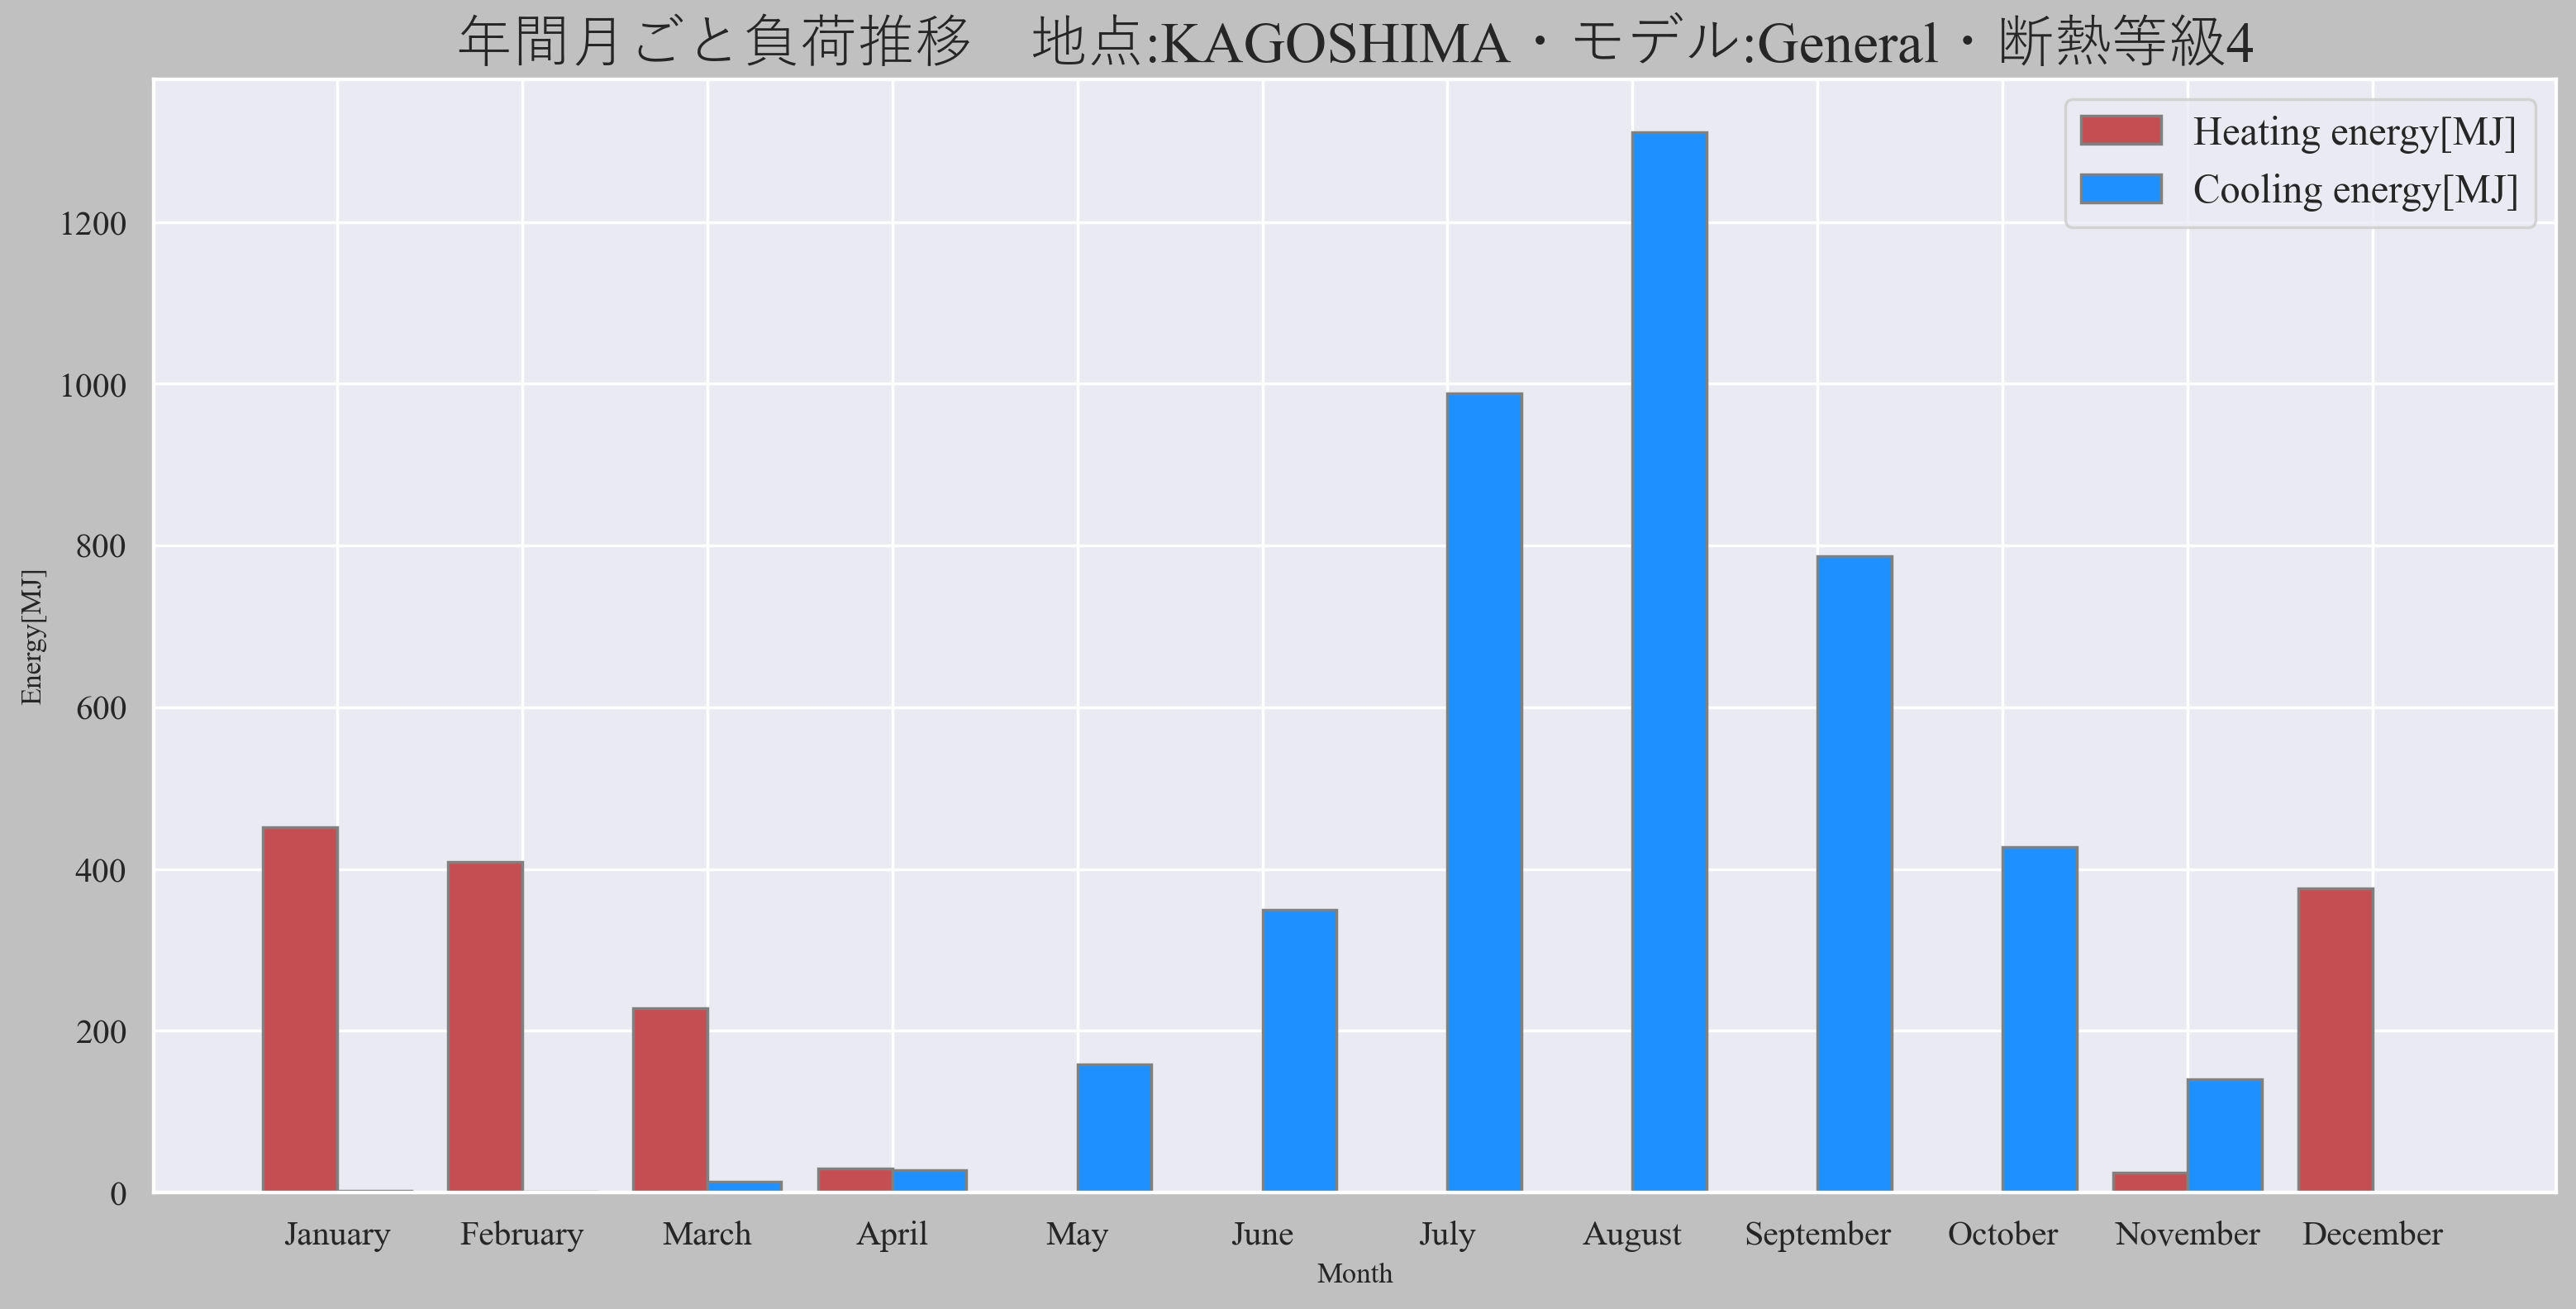 年間月ごと負荷推移　地点:KAGOSHIMA・モデル:General・断熱等級4
Heating energy[MJ]
Cooling energy[MJ]
Energy[MJ]
1200
1000
800
600
400
200
0
January February March April May June July August September October November December
Month